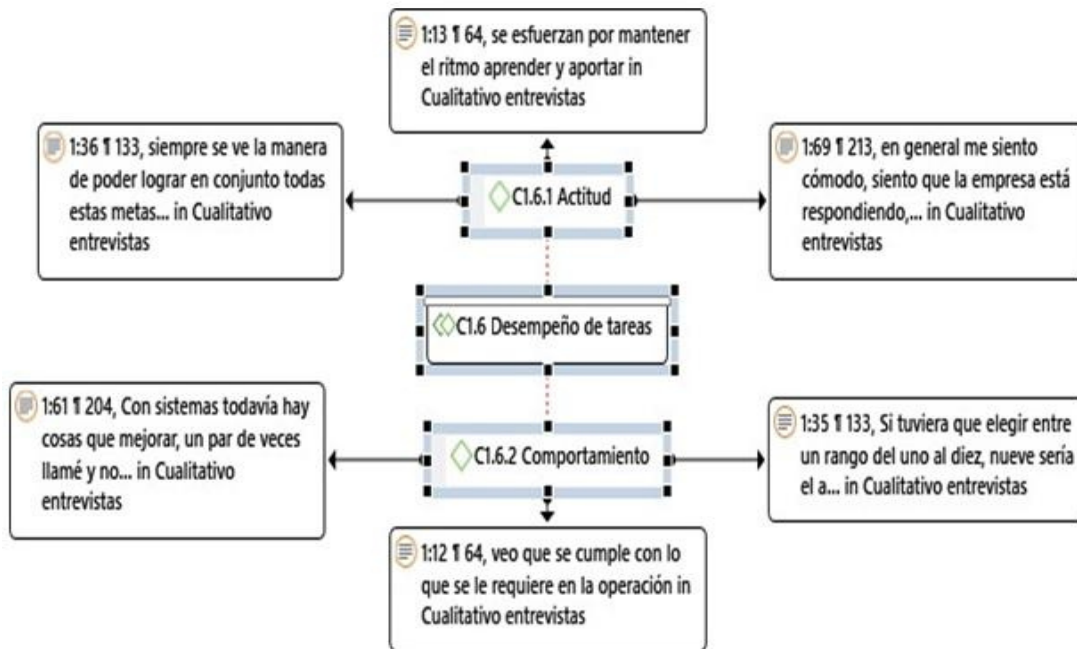 1:13 ¶ 64, se esfuerzan por mantener
el ritmo aprender y aportar in
Cualitativo entrevistas
1:36 ¶ 133, siempre se ve la manera
de poder lograr en conjunto todas
estas metas... in Cualitativo
entrevistas
C1.6.1 Actitud
1:69 ¶ 213, en general me siento
cómodo, siento que la empresa está
respondiendo,... in Cualitativo
entrevistas
C1.6 Desempeño de tareas
1:61 ¶ 204, Con sistemas todavía hay
cosas que mejorar, un par de veces
llamé y no... in Cualitativo
entrevistas
C1.6.2 Comportamiento
1:35 ¶ 133, Si tuviera que elegir entre
un rango del uno al diez, nueve sería
el a... in Cualitativo entrevistas
1:12 ¶ 64, veo que se cumple con lo
que se le requiere en la operación in
Cualitativo entrevistas